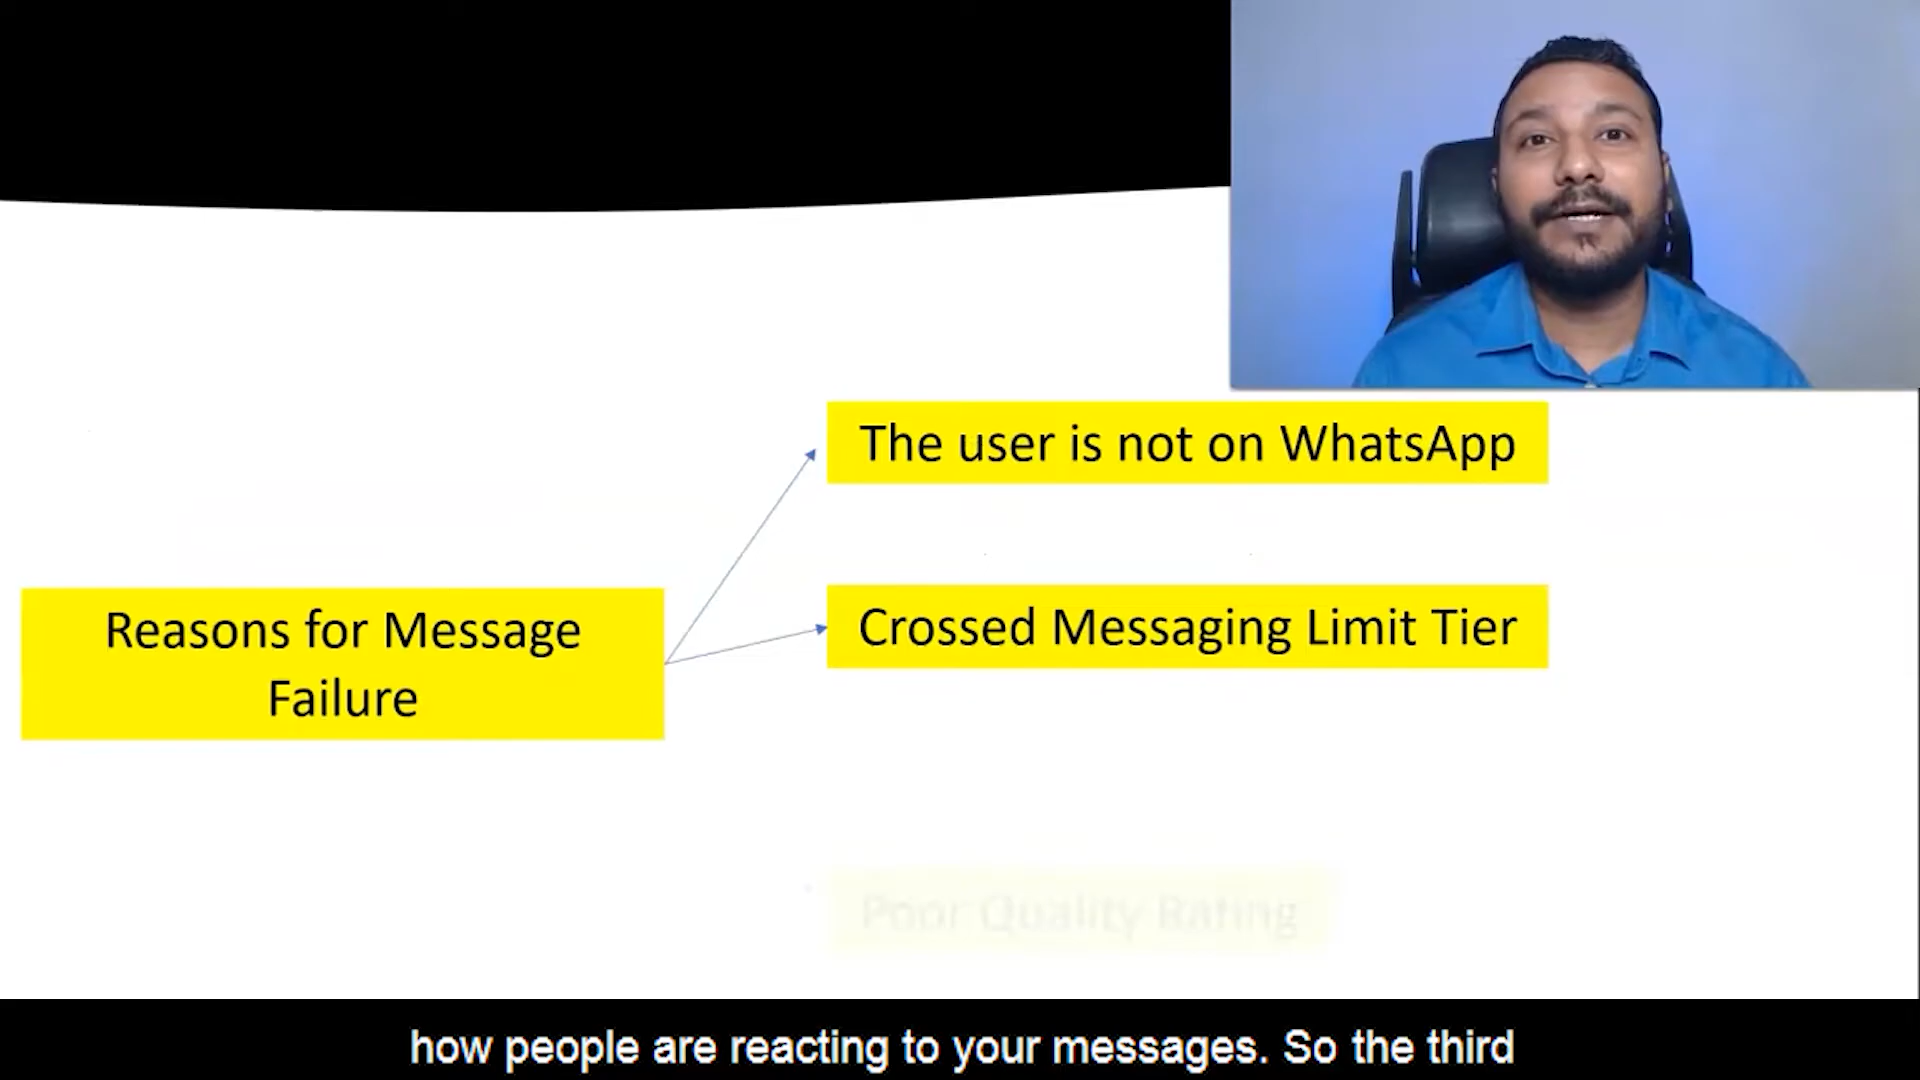 The user is not on WhatsApp
Crossed Messaging Limit Tier
Reasons for Message
Failure
Poor Quality Rating
how people are reacting to your messages. So the third